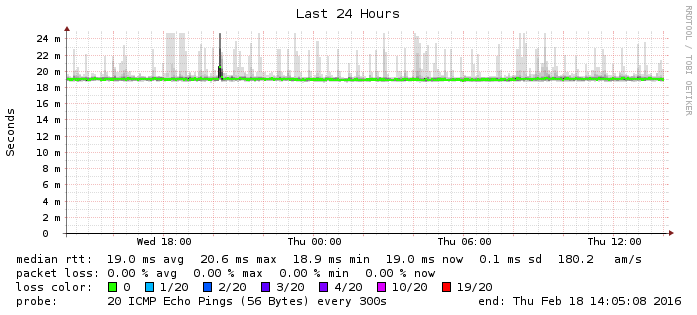 Last 24 Hours
RRDTOOL / TOBI OETIKER
Seconds
24 m
22 m
20 m
18 m
16 m
14 m
12 m
10 m
8 m
6 m
4 m
2 m
0
Wed 18:00 Thu 00:00 Thu 06:00 Thu 12:00
median rtt: 19.0 ms avg 20.6 ms max 18.9 ms min 19.0 ms now 0.1 ms sd 180.2 am/s
packet loss: 0.00 % avg 0.00 % max 0.00 % min 0.00 % now
loss color: 0 1/20 2/20 3/20 4/20 10/20 19/20
probe: 20 ICMP Echo Pings (56 Bytes) every 300s end: Thu Feb 18 14:05:08 2016